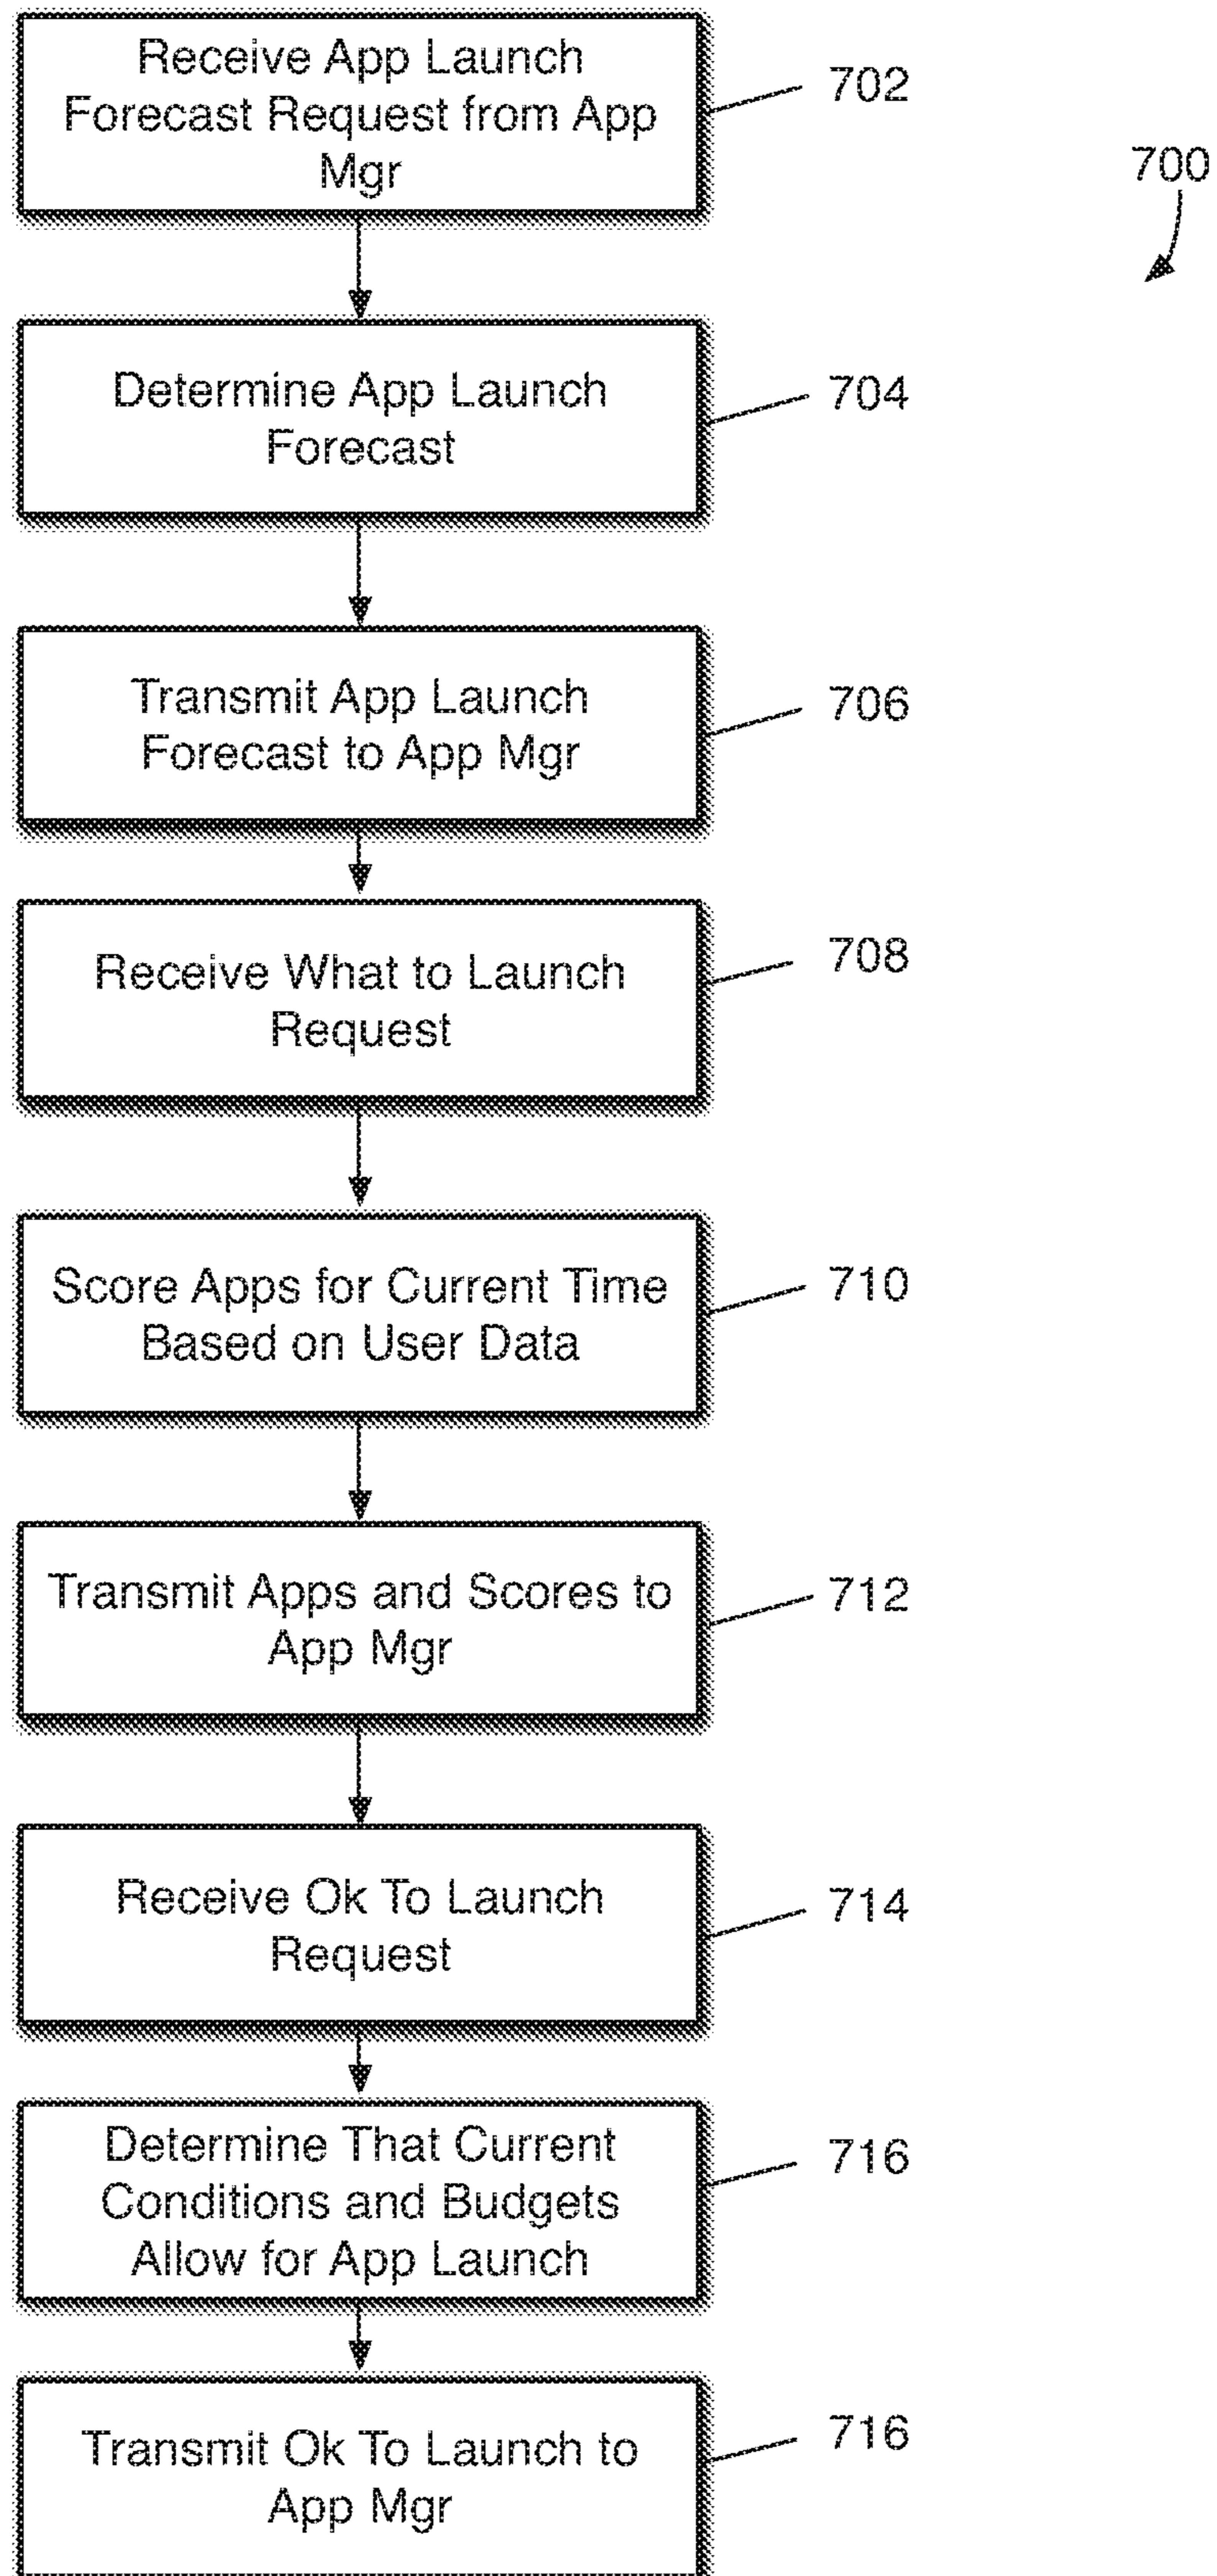 Receive App Launch
Forecast Request from App
Mgr
702
700
Determine App Launch
Forecast
704
Transmit App Launch
Forecast to App Mgr
706
Receive What to Launch
Request
708
Score Apps for Current Time
Based on User Data
710
Transmit Apps and Scores to
App Mgr
712
Receive Ok To Launch
Request
714
Determine That Current
Conditions and Budgets
Allow for App Launch
716
Transmit Ok To Launch to
App Mgr
716